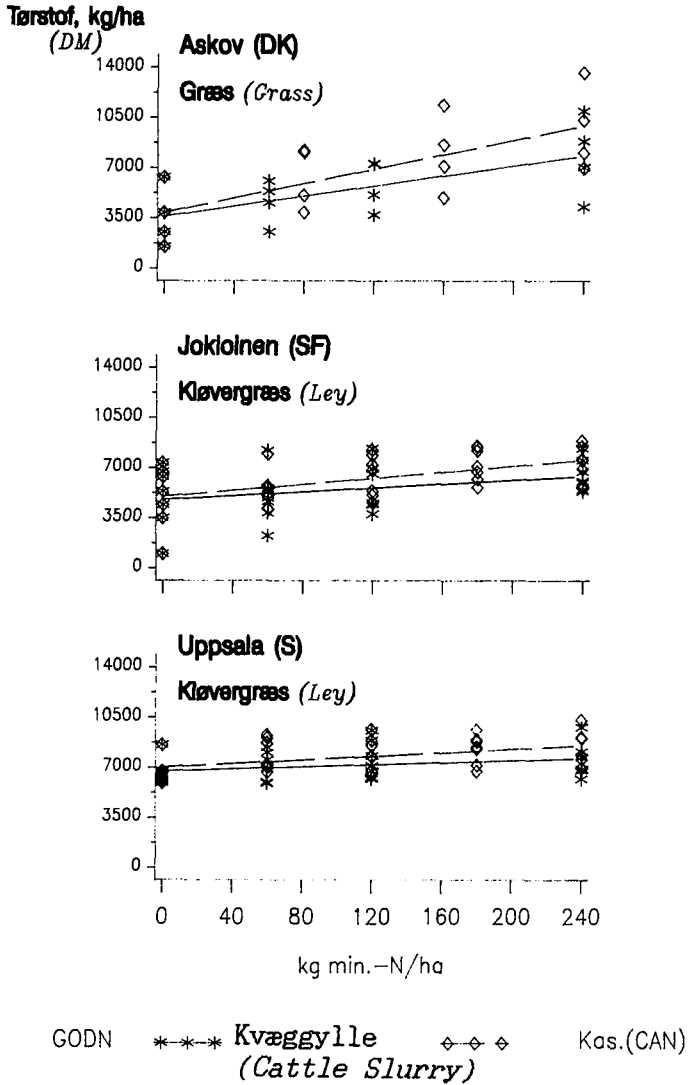 Tørstof, kg/ha
(DM)
Askov (DK)
Græs (Grass)
14000
10500
7000
3500
0
Jokioinen (SF)
Kløvergræs (Ley)
14000
10500
7000
3500
0
Uppsala (S)
Kløvergræs (Ley)
14000
10500
7000
3500
0
0 40 80 120 160 200 240
kg min.-N/ha
GODN Kvæggylle Kas.(CAN)
(Cattle Slurry)